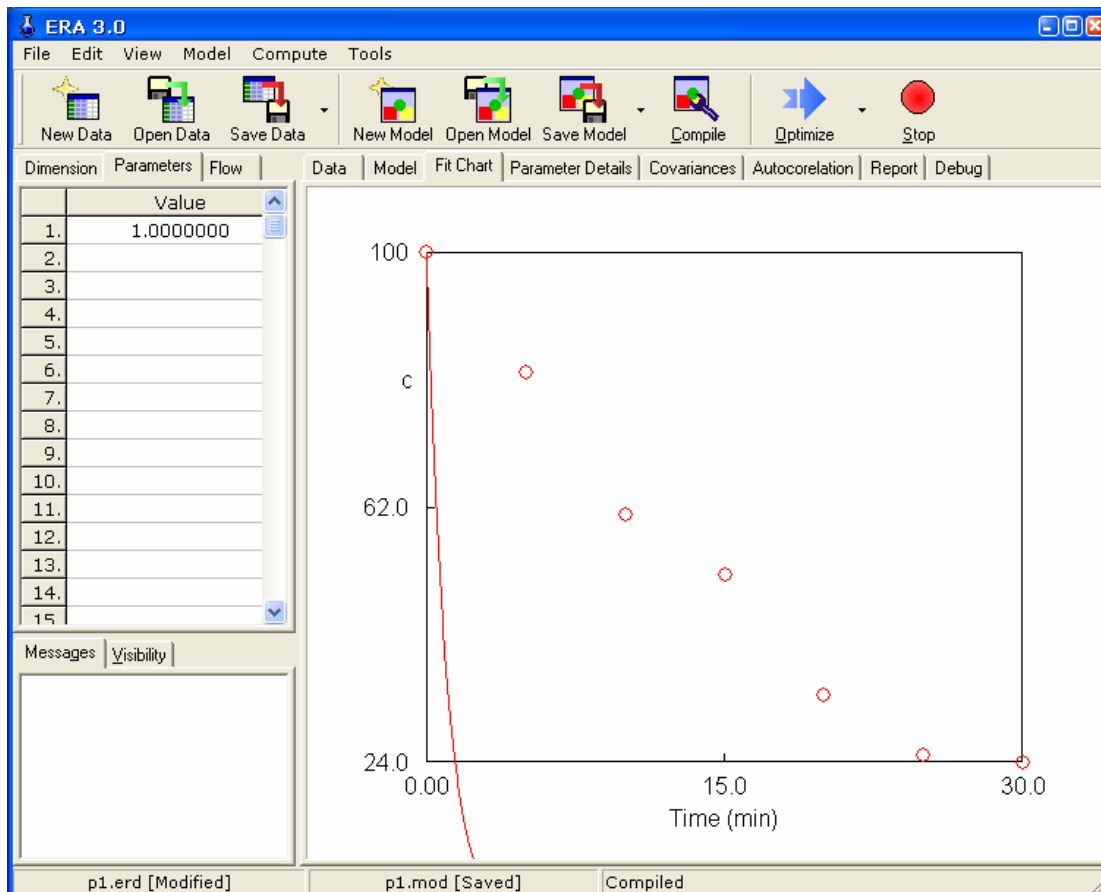 ERA 3.0
File Edit View Model Compute Tools
New Data Open Data Save Data New Model Open Model Save Model Compile Optimize Stop
Dimension Parameters Flow
Data Model Fit Chart Parameter Details Covariances Autocorelation Report Debug
Value
1. 1.0000000
2.
3.
4.
5.
6.
7.
8.
9.
10.
11.
12.
13.
14.
15
100
C
62.0
24.0
0.00 15.0 30.0
Time (min)
Messages Visibility
p1.erd [Modified] p1.mod [Saved] Compiled